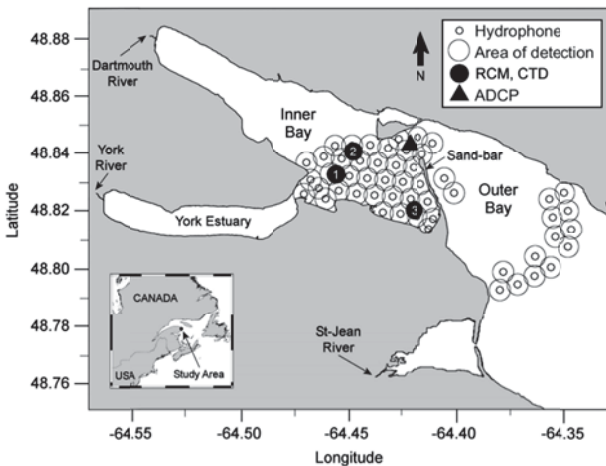 48.88
48.86
48.84
48.82
48.80
48.78
48.76
Latitude
-64.55
-64.50
-64.45
-64.40
-64.35
Longitude
Dartmouth
River
York
River
York Estuary
Inner
Bay
N
Hydrophone
Area of detection
RCM, CTD
ADCP
Sand-bar
Outer
Bay
1
2
3
St-Jean
River
CANADA
USA
Study Area